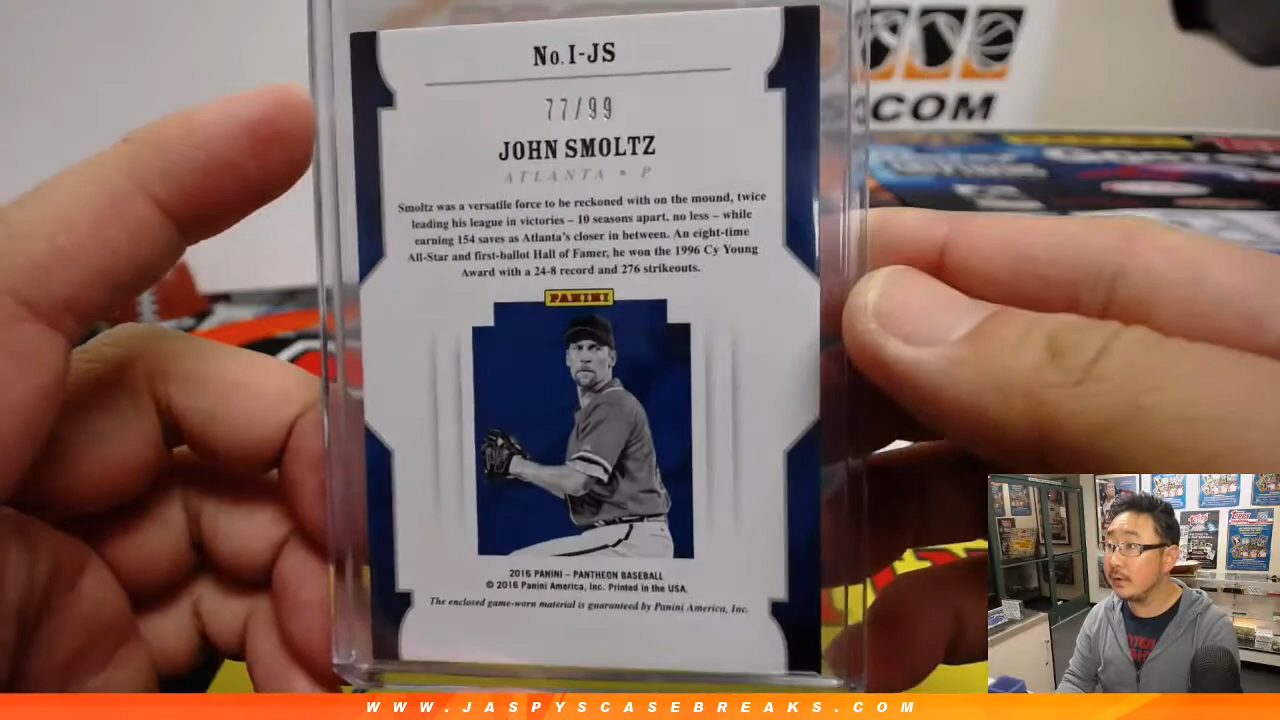 No. I-JS
77/99
JOHN SMOLTZ
ATLANTA • P
Smoltz was a versatile force to be reckoned with on the mound, twice
leading his league in victories – 10 seasons apart, no less – while
earning 154 saves as Atlanta's closer in between. An eight-time
All-Star and first-ballot Hall of Famer, he won the 1996 Cy Young
Award with a 24-8 record and 276 strikeouts.
PANINI
2016 PANINI – PANTHEON BASEBALL
© 2016 Panini America, Inc. Printed in the USA.
The enclosed game-worn material is guaranteed by Panini America, Inc.
.COM
WWW.JASPYSCASEBREAKS.COM